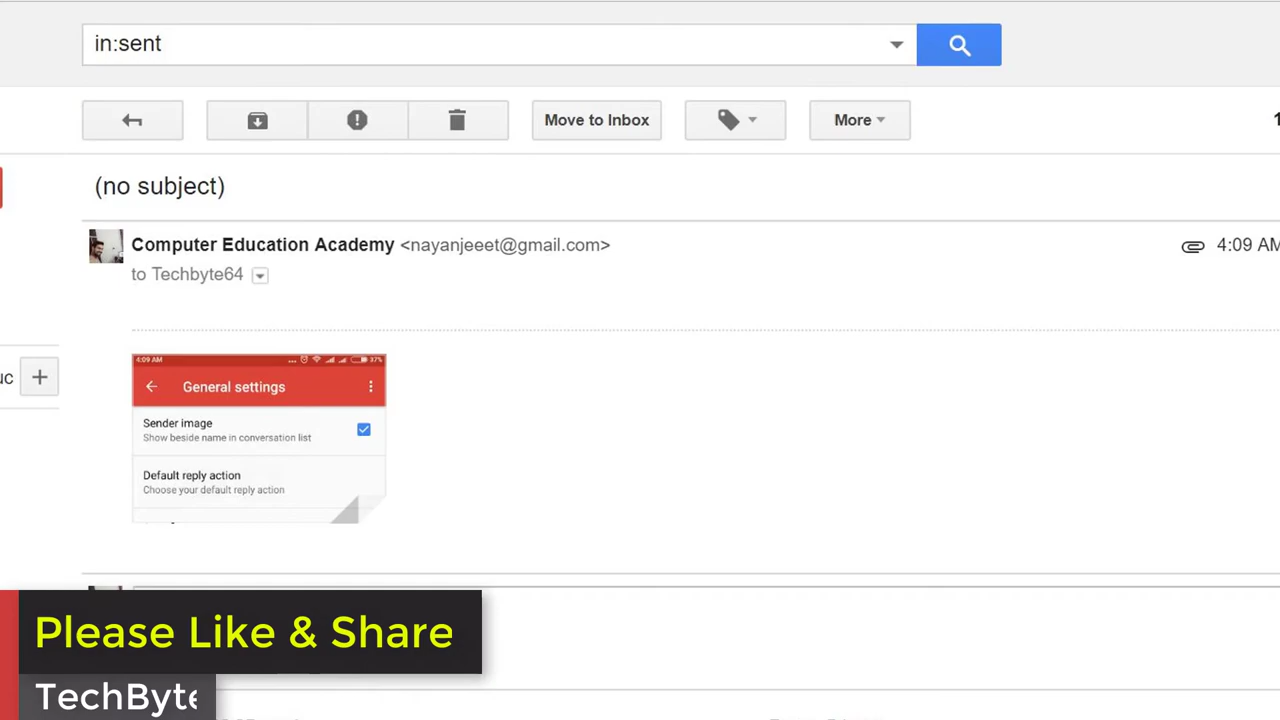 in:sent
Move to Inbox More
(no subject)
Computer Education Academy <nayanjeeet@gmail.com> 4:09 AM
to Techbyte64
4:09 AM ... 37%
General settings
Sender image
Show beside name in conversation list
Default reply action
Choose your default reply action
uc +
Please Like & Share
TechByte